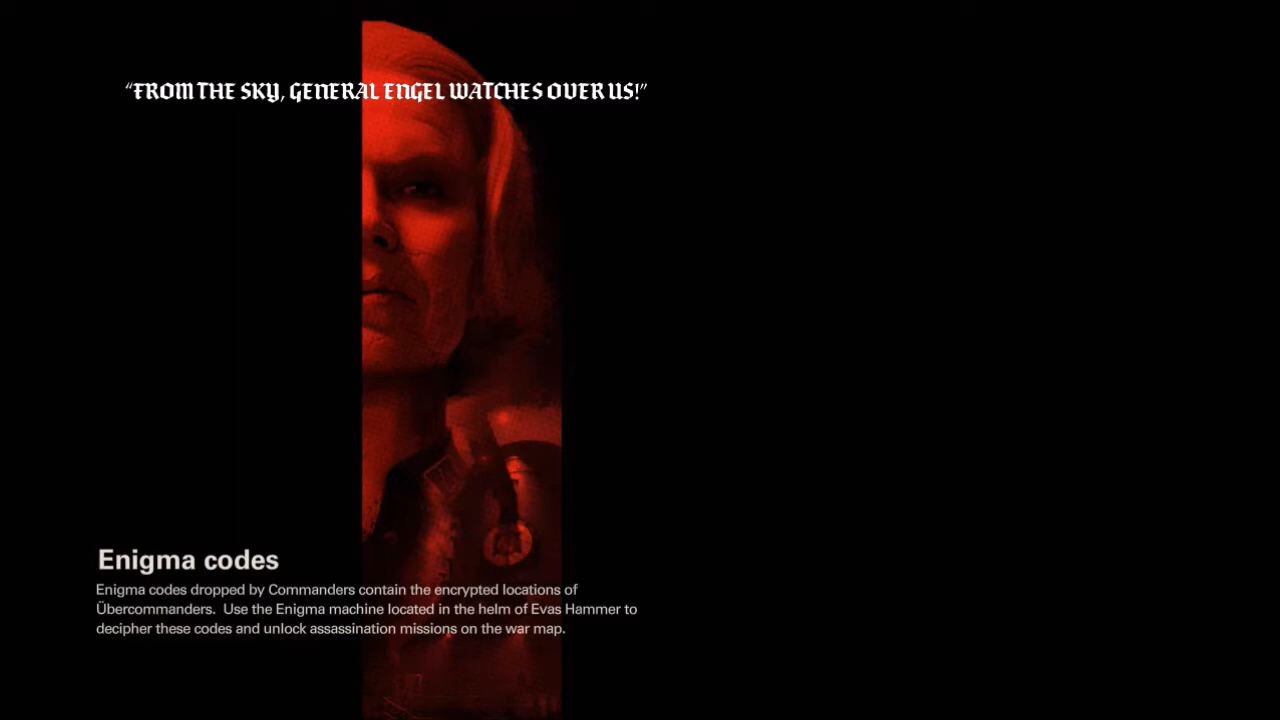 “FROM THE SKY, GENERAL ENGEL WATCHES OVER US!”
Enigma codes
Enigma codes dropped by Commanders contain the encrypted locations of
Übercommanders.  Use the Enigma machine located in the helm of Evas Hammer to
decipher these codes and unlock assassination missions on the war map.